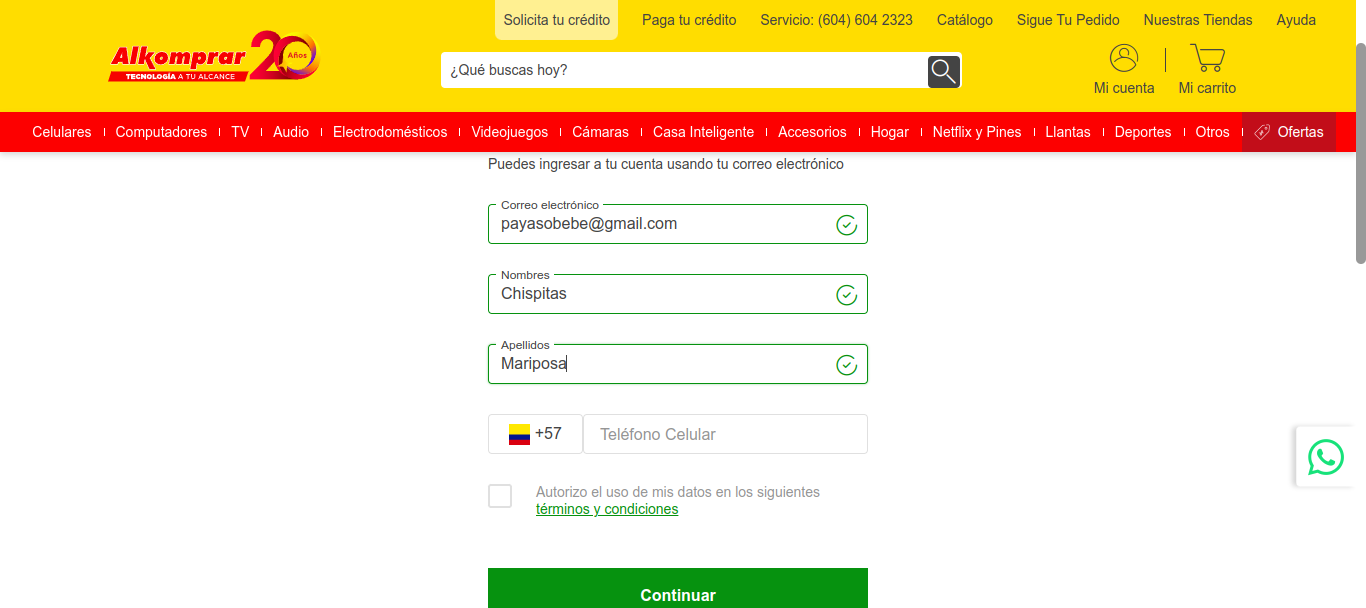 Solicita tu crédito Paga tu crédito Servicio: (604) 604 2323 Catálogo Sigue Tu Pedido Nuestras Tiendas Ayuda
Alkomprar 20 Años
TECNOLOGÍA A TU ALCANCE
¿Qué buscas hoy?
Mi cuenta Mi carrito
Celulares Computadores TV Audio Electrodomésticos Videojuegos Cámaras Casa Inteligente Accesorios Hogar Netflix y Pines Llantas Deportes Otros Ofertas
Puedes ingresar a tu cuenta usando tu correo electrónico
Correo electrónico
payasobebe@gmail.com
Nombres
Chispitas
Apellidos
Mariposa
+57 Teléfono Celular
Autorizo el uso de mis datos en los siguientes
términos y condiciones
Continuar